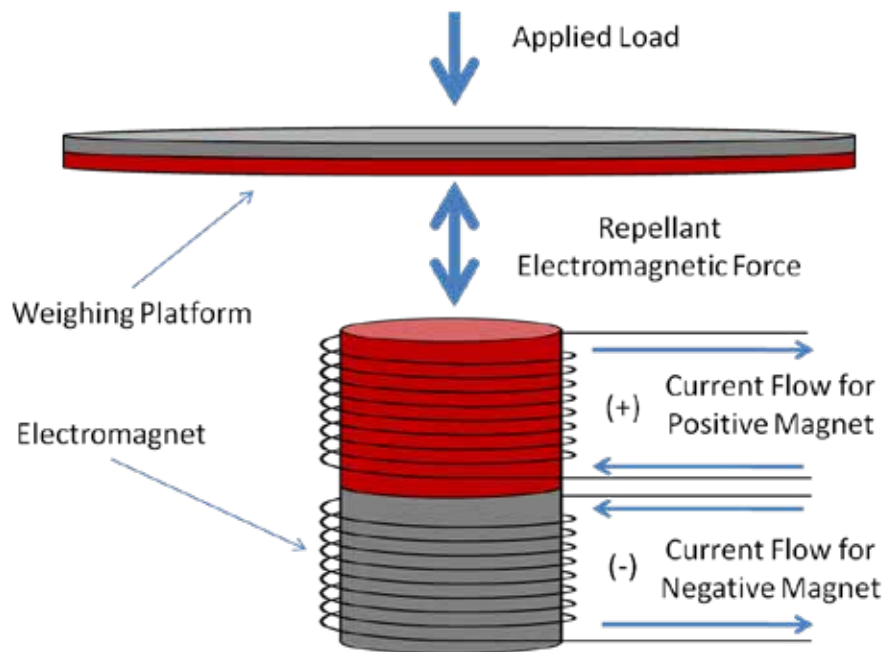 Applied Load
Repellant
Electromagnetic Force
Weighing Platform
Electromagnet
(+)
Current Flow for
Positive Magnet
(-)
Current Flow for
Negative Magnet